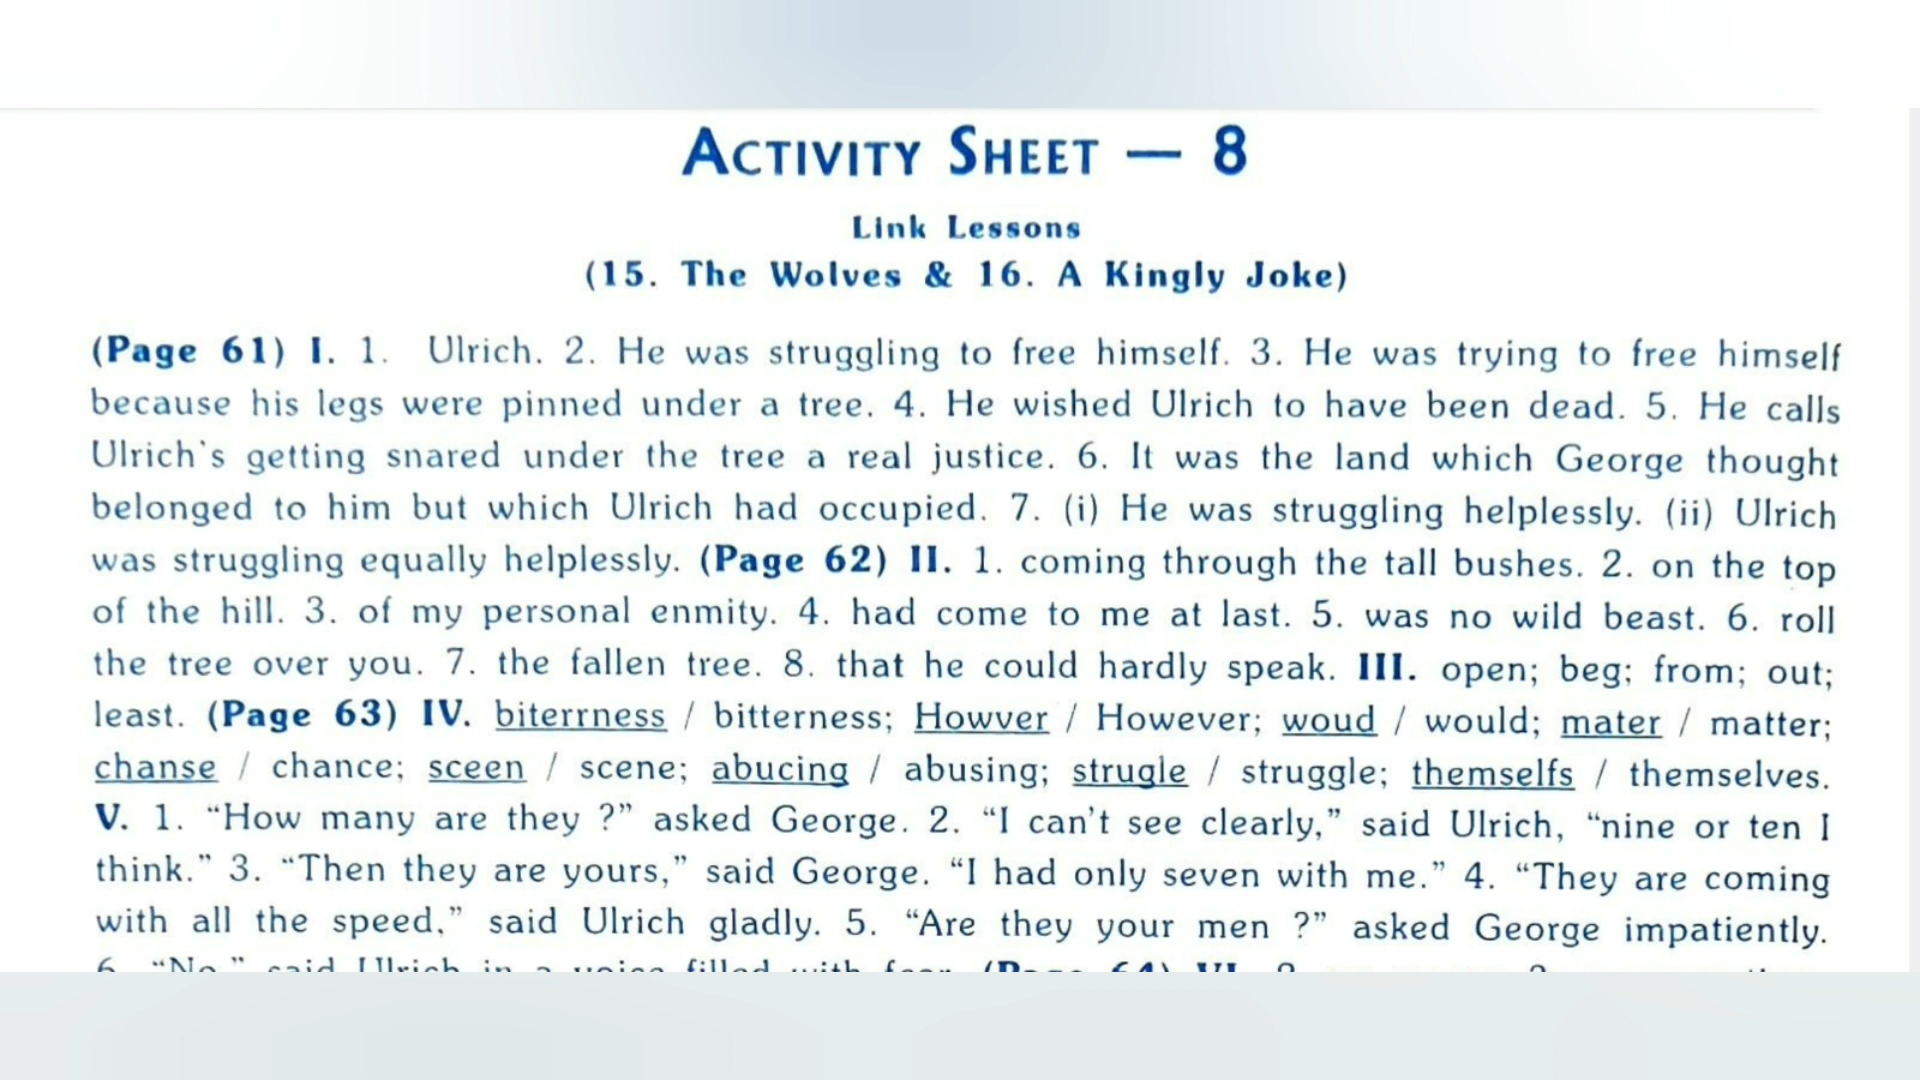 ACTIVITY SHEET — 8
Link Lessons
(15. The Wolves & 16. A Kingly Joke)
(Page 61) I. 1. Ulrich. 2. He was struggling to free himself. 3. He was trying to free himself
because his legs were pinned under a tree. 4. He wished Ulrich to have been dead. 5. He calls
Ulrich's getting snared under the tree a real justice. 6. It was the land which George thought
belonged to him but which Ulrich had occupied. 7. (i) He was struggling helplessly. (ii) Ulrich
was struggling equally helplessly. (Page 62) II. 1. coming through the tall bushes. 2. on the top
of the hill. 3. of my personal enmity. 4. had come to me at last. 5. was no wild beast. 6. roll
the tree over you. 7. the fallen tree. 8. that he could hardly speak. III. open; beg; from; out;
least. (Page 63) IV. biterrness / bitterness; Howver / However; woud / would; mater / matter;
chanse / chance; sceen / scene; abucing / abusing; strugle / struggle; themselfs / themselves.
V. 1. “How many are they ?” asked George. 2. “I can't see clearly,” said Ulrich, “nine or ten I
think.” 3. “Then they are yours,” said George. “I had only seven with me.” 4. “They are coming
with all the speed,” said Ulrich gladly. 5. “Are they your men ?” asked George impatiently.
6. “No,” said Ulrich in a voice filled with fear. (Page 64) VI.